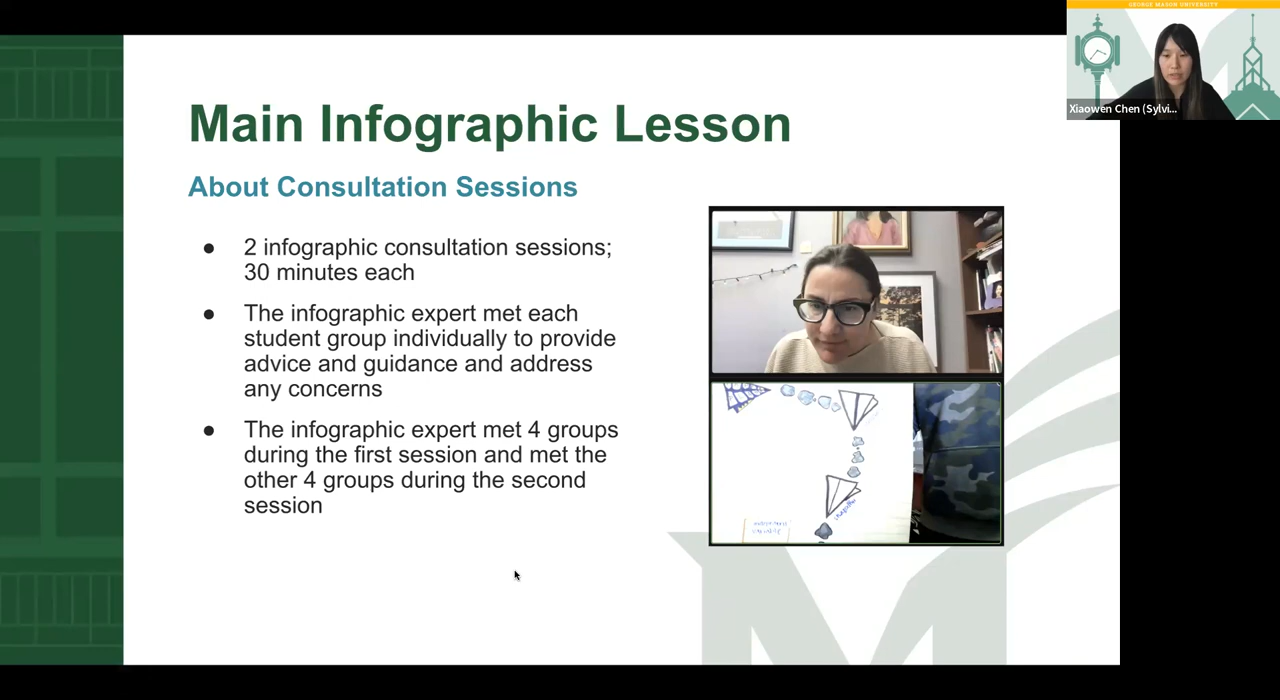 GEORGE MASON UNIVERSITY
Xiaowen Chen (Sylvi...
Main Infographic Lesson
About Consultation Sessions
● 2 infographic consultation sessions;
30 minutes each
● The infographic expert met each
student group individually to provide
advice and guidance and address
any concerns
● The infographic expert met 4 groups
during the first session and met the
other 4 groups during the second
session
variable